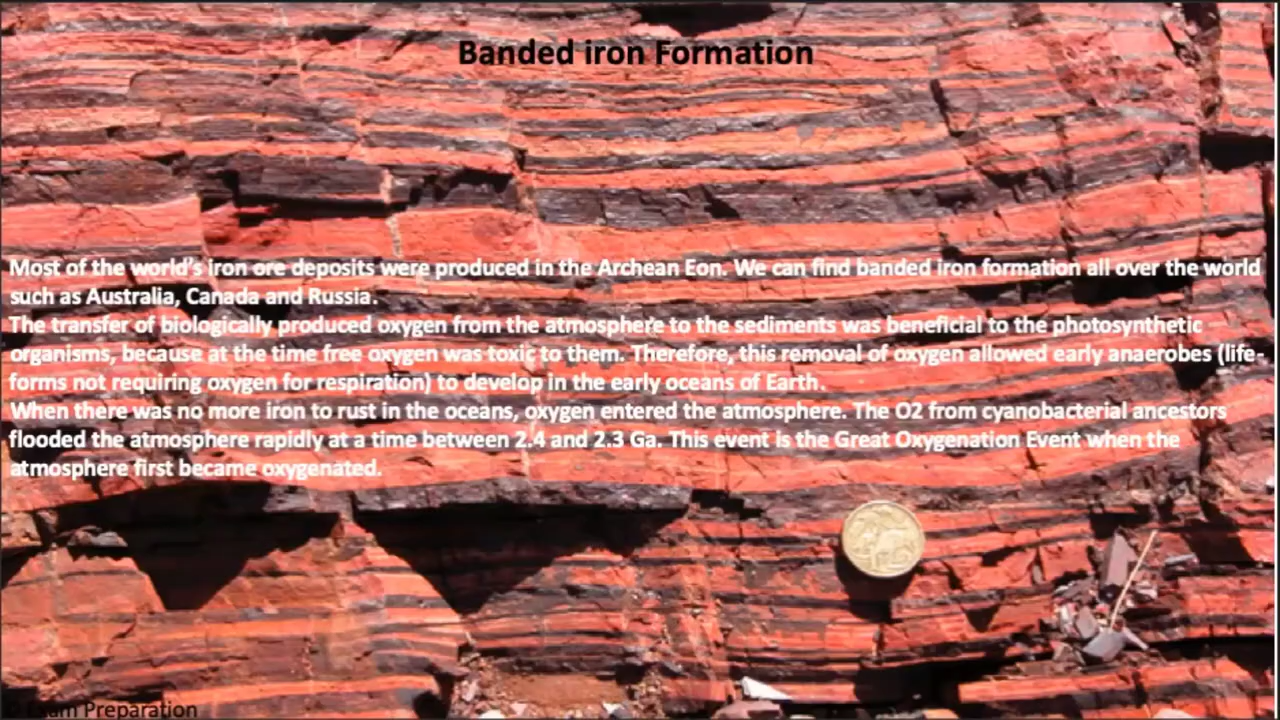 Banded iron Formation
Most of the world's iron ore deposits were produced in the Archean Eon. We can find banded iron formation all over the world
such as Australia, Canada and Russia.
The transfer of biologically produced oxygen from the atmosphere to the sediments was beneficial to the photosynthetic
organisms, because at the time free oxygen was toxic to them. Therefore, this removal of oxygen allowed early anaerobes (life-
forms not requiring oxygen for respiration) to develop in the early oceans of Earth.
When there was no more iron to rust in the oceans, oxygen entered the atmosphere. The O2 from cyanobacterial ancestors
flooded the atmosphere rapidly at a time between 2.4 and 2.3 Ga. This event is the Great Oxygenation Event when the
atmosphere first became oxygenated.
Exam Preparation